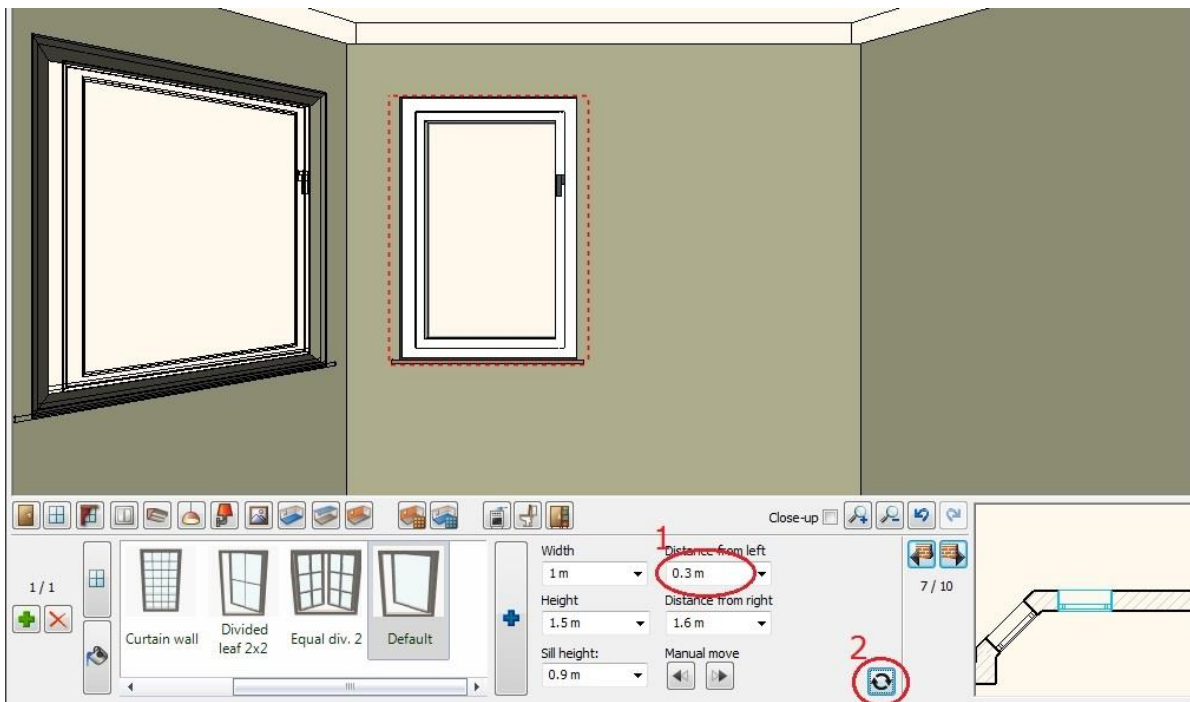 Close-up
1 / 1
Curtain wall
Divided
leaf 2x2
Equal div. 2
Default
Width
1 m
Height
1.5 m
Sill height:
0.9 m
1
Distance from left
0.3 m
Distance from right
1.6 m
Manual move
2
7 / 10